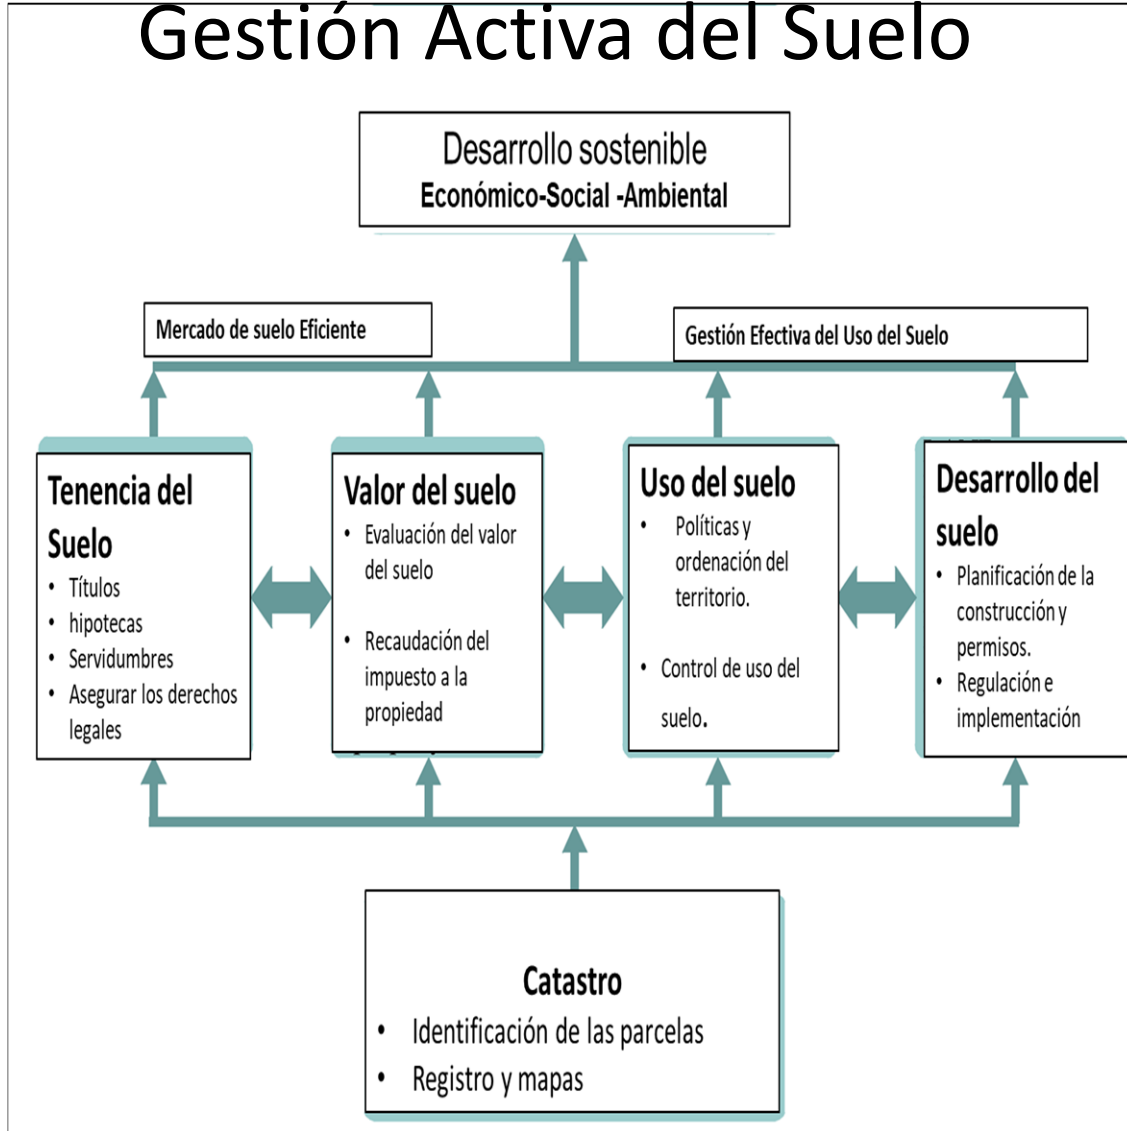 Gestión Activa del Suelo
Desarrollo sostenible
Económico-Social -Ambiental
Mercado de suelo Eficiente
Gestión Efectiva del Uso del Suelo
Tenencia del
Suelo
• Títulos
• hipotecas
• Servidumbres
• Asegurar los derechos
legales
Valor del suelo
• Evaluación del valor
del suelo
• Recaudación del
impuesto a la
propiedad
Uso del suelo
• Políticas y
ordenación del
territorio.
• Control de uso del
suelo.
Desarrollo del
suelo
• Planificación de la
construcción y
permisos.
• Regulación e
implementación
Catastro
• Identificación de las parcelas
• Registro y mapas